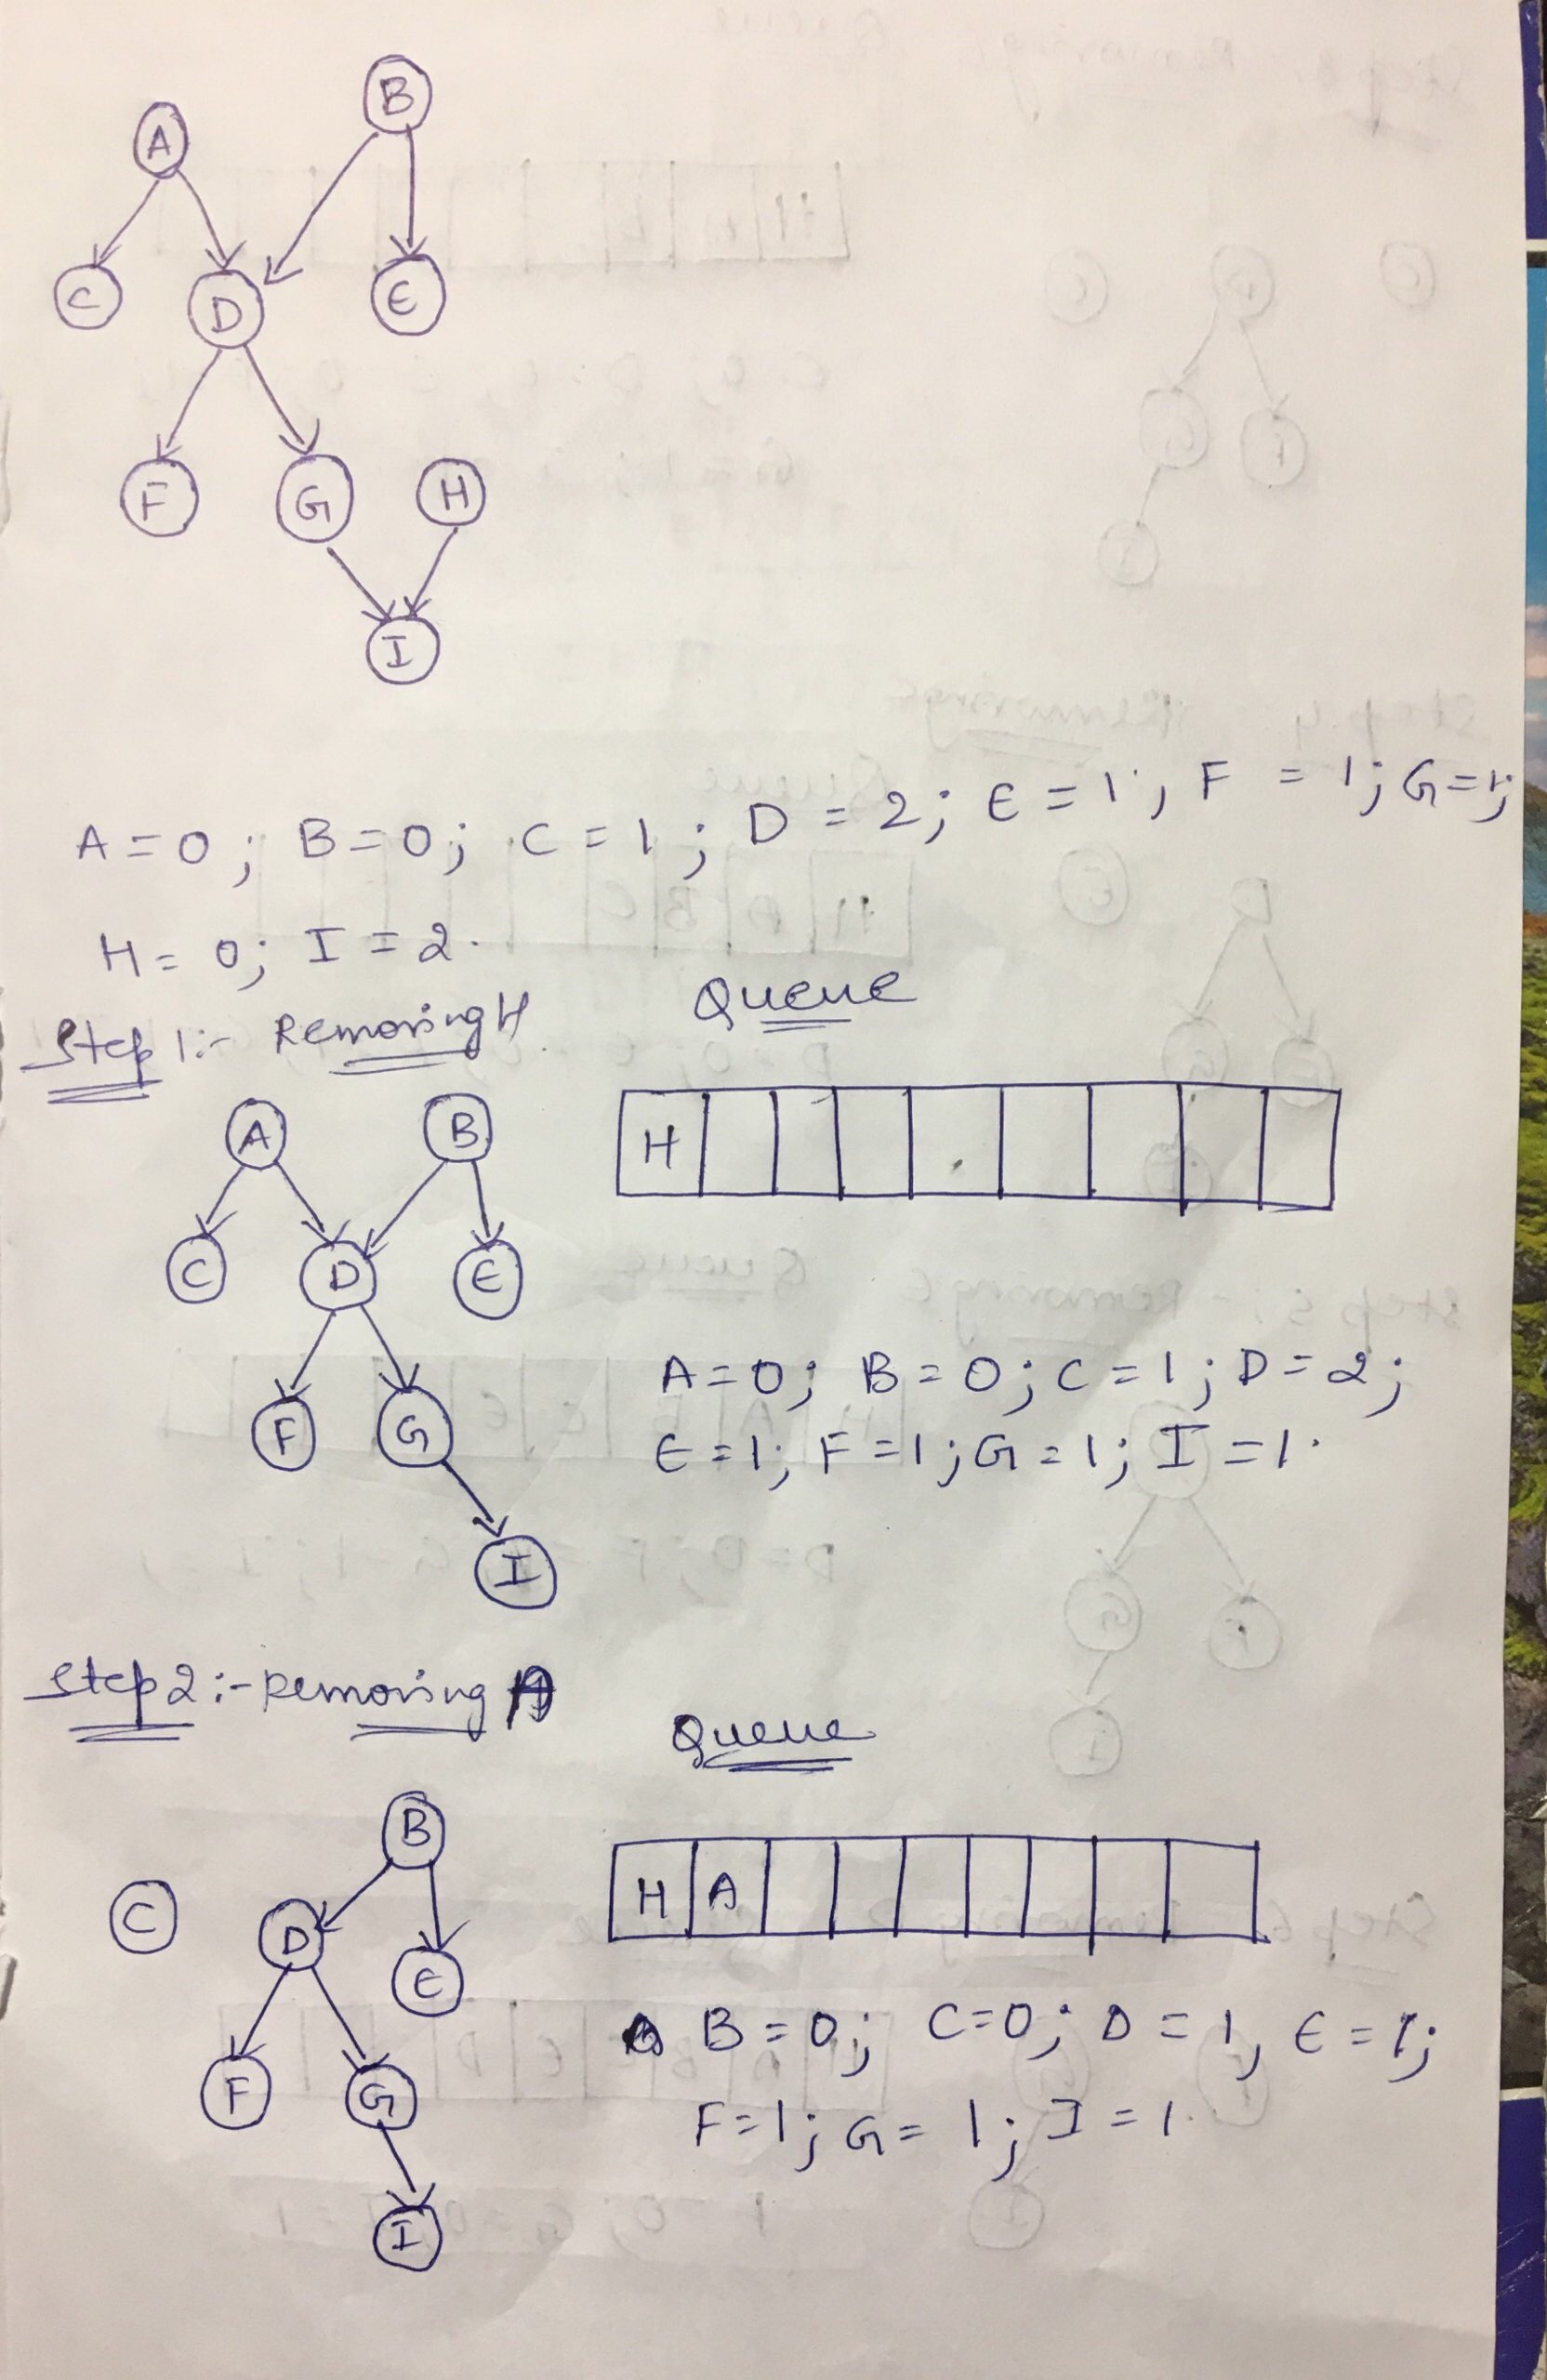 B
A
C D E
F G H
I
A = 0 ; B = 0 ; C = 1 ; D = 2 ; E = 1 ; F = 1 ; G = 1 ;
H = 0 ; I = 2 .
Step 1 :- Removing H
Queue
A B
H
C D E
A = 0 ; B = 0 ; C = 1 ; D = 2 ;
F G
E = 1 ; F = 1 ; G = 1 ; I = 1 .
I
Step 2 :- Removing A
Queue
B
H A
C D
E
B = 0 ; C = 0 ; D = 1 , E = 1 ;
F G
F = 1 ; G = 1 ; I = 1 .
I